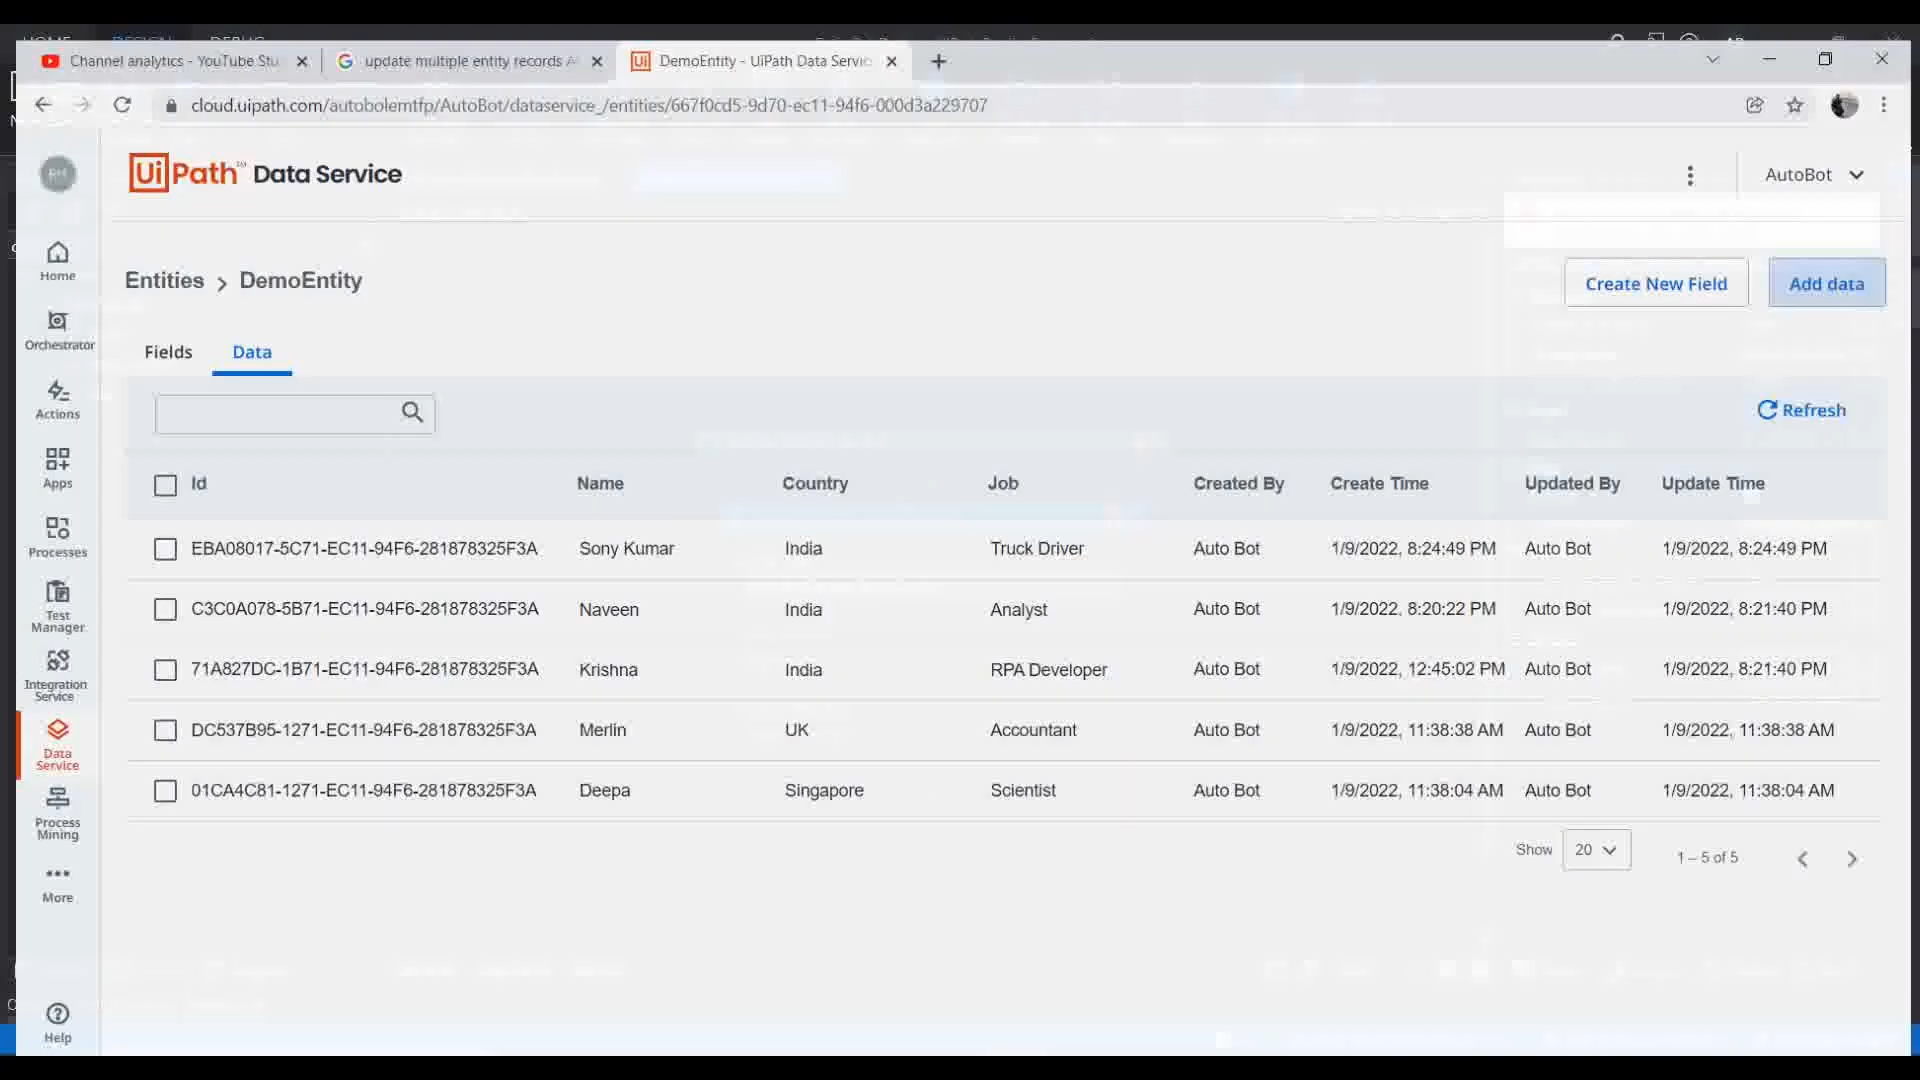 HOME DESIGN DEBUG
Channel analytics - YouTube Stu
update multiple entity records
DemoEntity - UiPath Data Servic
cloud.uipath.com/autobolemtfp/AutoBot/dataservice_/entities/667f0cd5-9d70-ec11-94f6-000d3a229707
RH
UiPath™ Data Service
AutoBot
Home
Orchestrator
Actions
Apps
Processes
Test
Manager
Integration
Service
Data
Service
Process
Mining
More
Help
Entities > DemoEntity
Create New Field
Add data
Fields
Data
Refresh
Id Name Country Job Created By Create Time Updated By Update Time
EBA08017-5C71-EC11-94F6-281878325F3A Sony Kumar India Truck Driver Auto Bot 1/9/2022, 8:24:49 PM Auto Bot 1/9/2022, 8:24:49 PM
C3C0A078-5B71-EC11-94F6-281878325F3A Naveen India Analyst Auto Bot 1/9/2022, 8:20:22 PM Auto Bot 1/9/2022, 8:21:40 PM
71A827DC-1B71-EC11-94F6-281878325F3A Krishna India RPA Developer Auto Bot 1/9/2022, 12:45:02 PM Auto Bot 1/9/2022, 8:21:40 PM
DC537B95-1271-EC11-94F6-281878325F3A Merlin UK Accountant Auto Bot 1/9/2022, 11:38:38 AM Auto Bot 1/9/2022, 11:38:38 AM
01CA4C81-1271-EC11-94F6-281878325F3A Deepa Singapore Scientist Auto Bot 1/9/2022, 11:38:04 AM Auto Bot 1/9/2022, 11:38:04 AM
Show 20 1 – 5 of 5